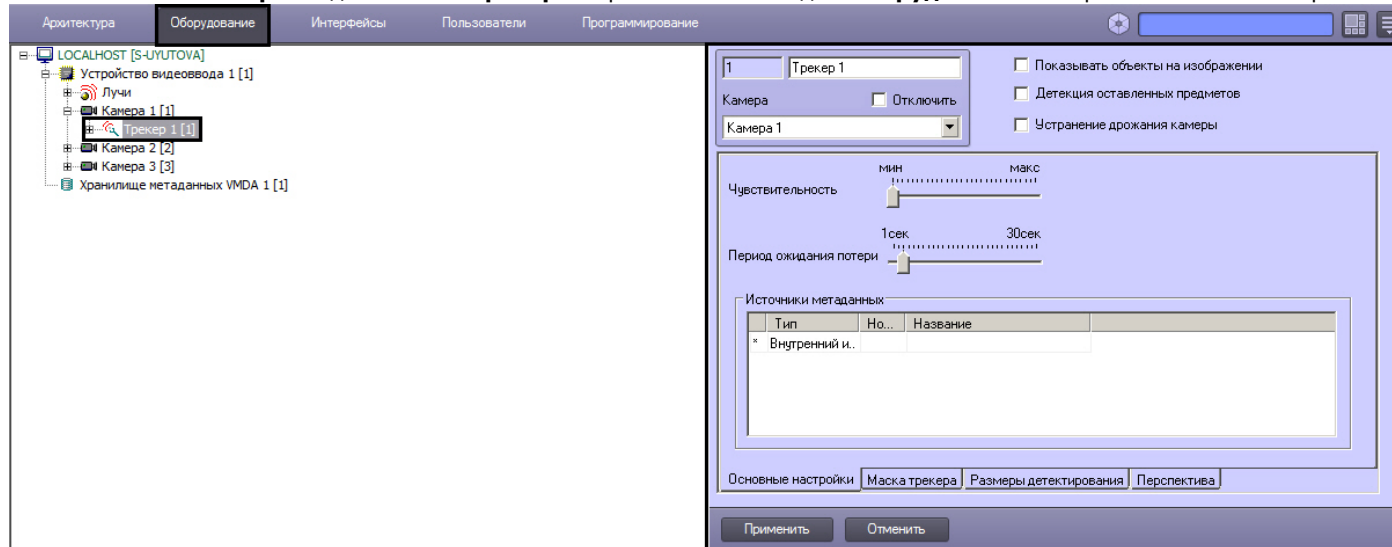 Архитектура Оборудование Интерфейсы Пользователи Программирование
LOCALHOST [S-UYUTOVA]
Устройство видеоввода 1 [1]
Лучи
Камера 1 [1]
Трекер 1 [1]
Камера 2 [2]
Камера 3 [3]
Хранилище метаданных VMDA 1 [1]
1 Трекер 1
Камера Отключить
Камера 1
Показывать объекты на изображении
Детекция оставленных предметов
Устранение дрожания камеры
мин макс
Чувствительность
1сек 30сек
Период ожидания потери
Источники метаданных
Тип Но... Название
* Внутренний и..
Основные настройки Маска трекера Размеры детектирования Перспектива
Применить Отменить